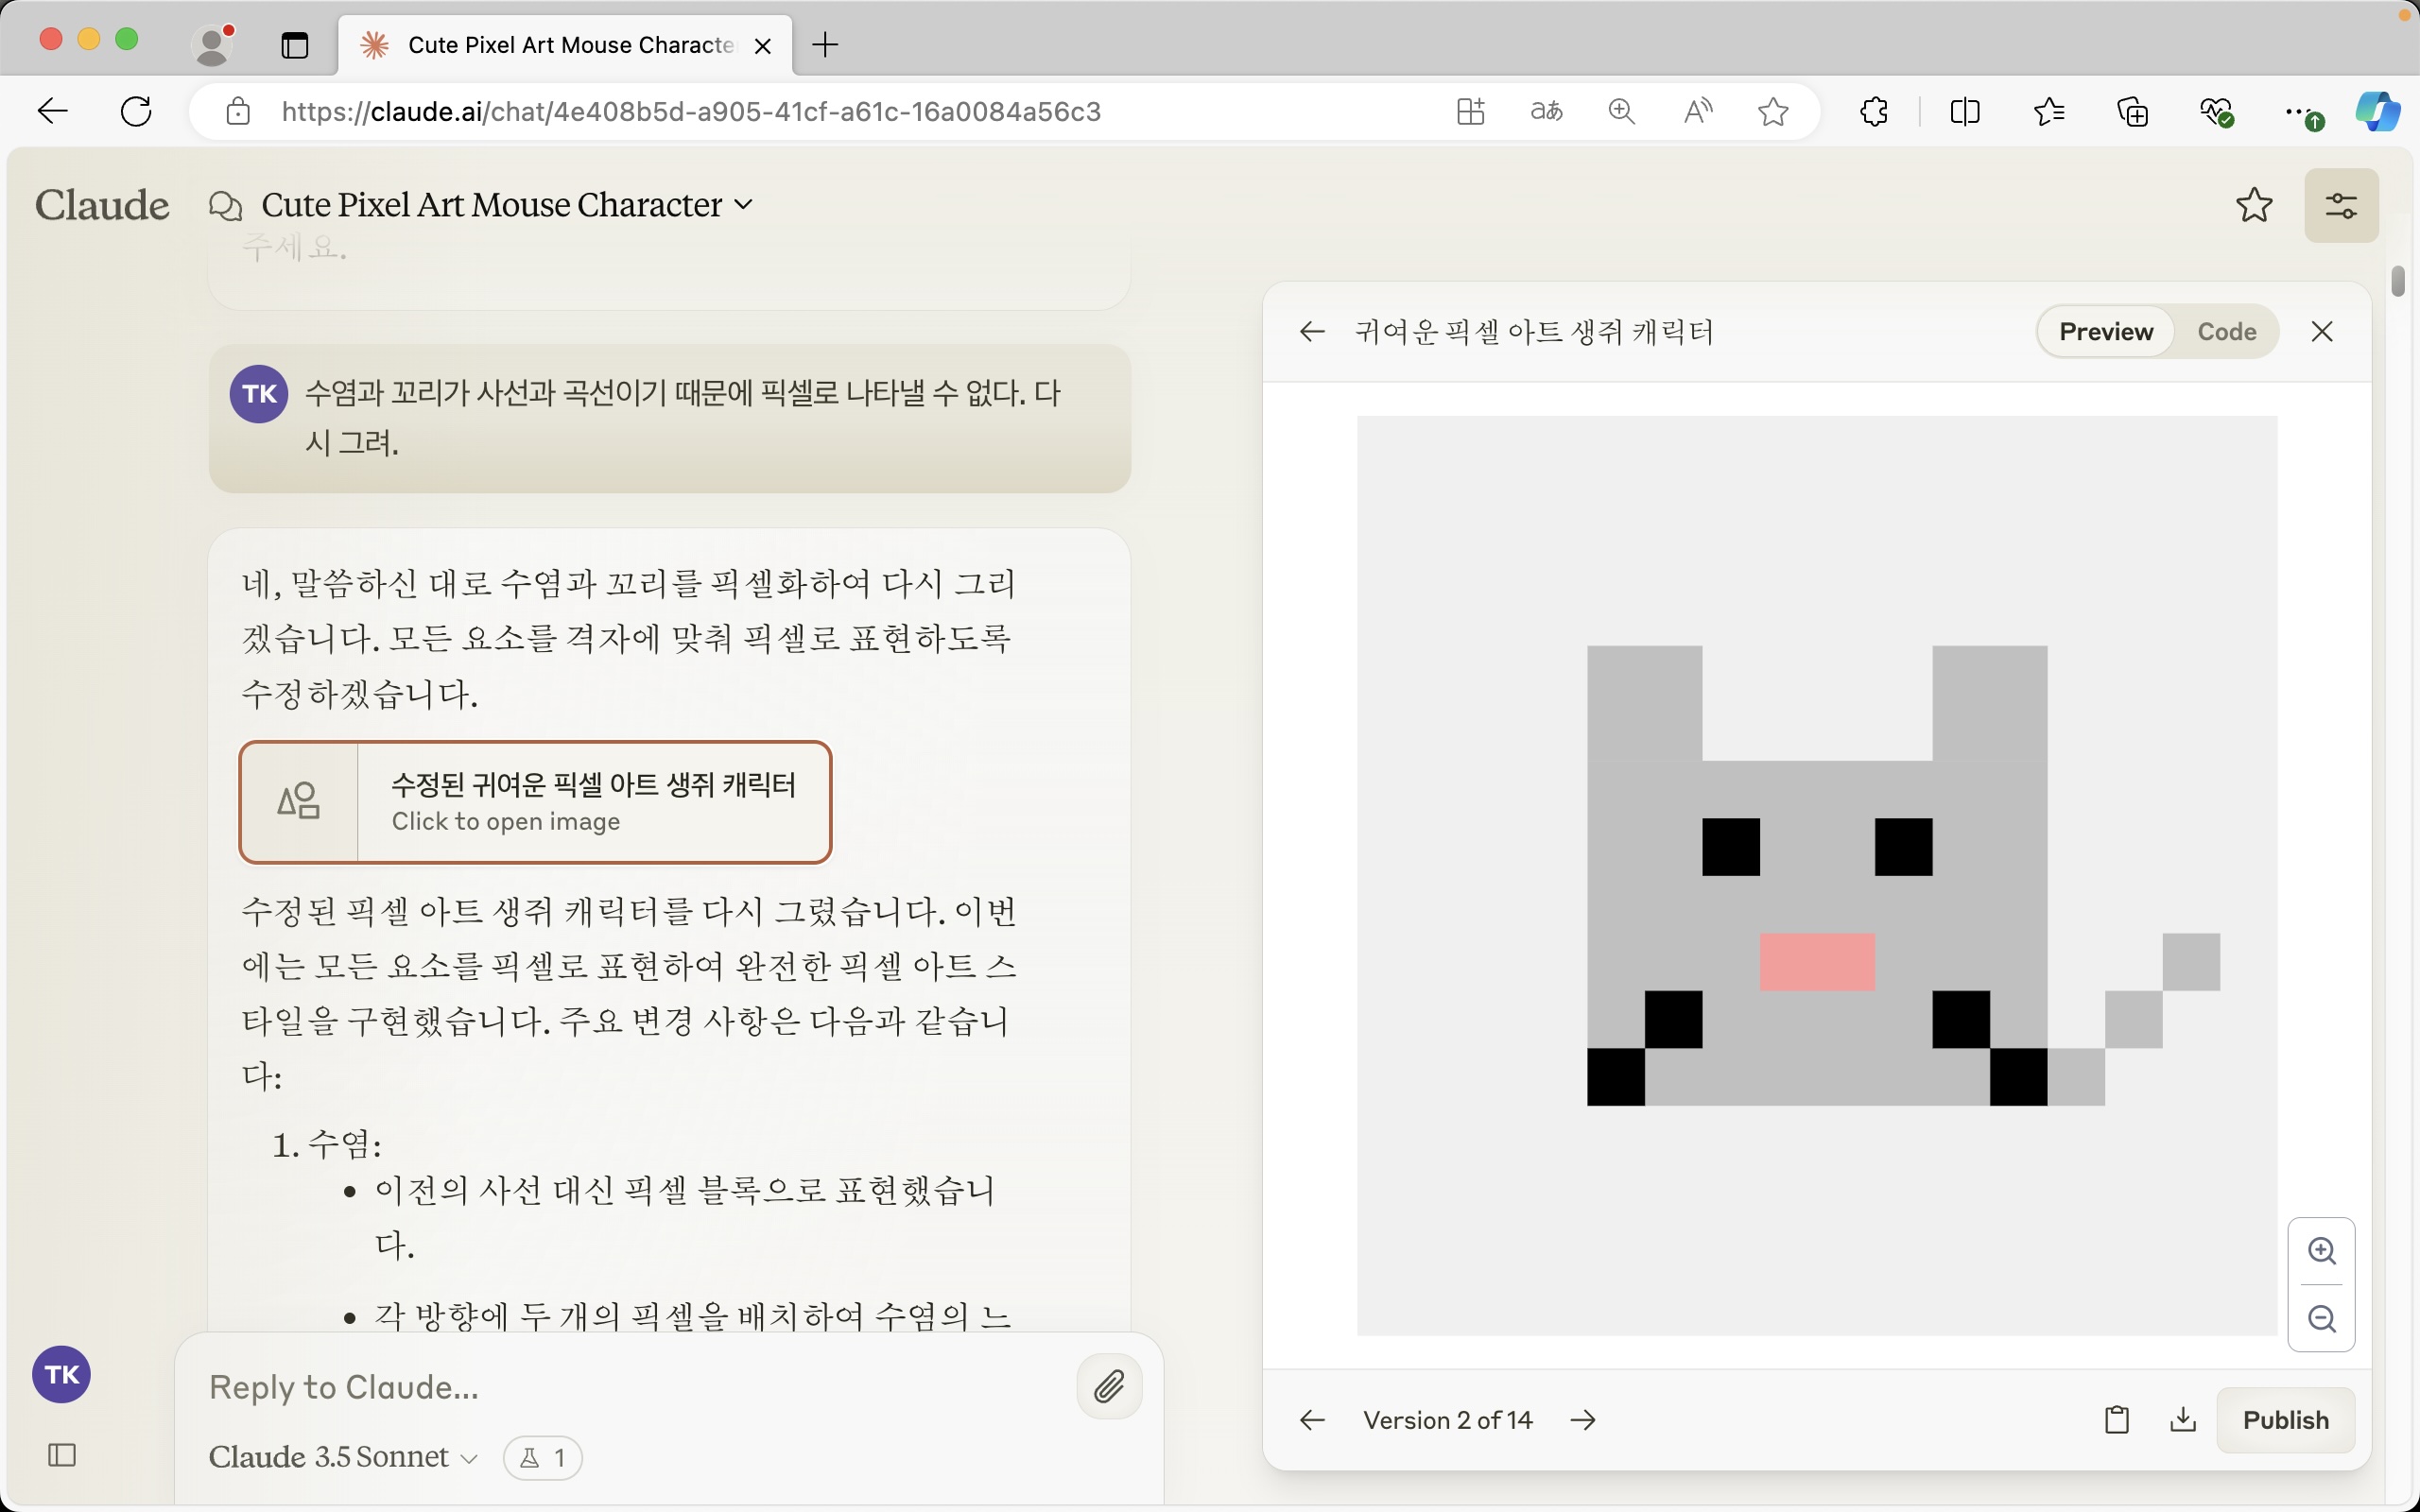 Cute Pixel Art Mouse Characte
https://claude.ai/chat/4e408b5d-a905-41cf-a61c-16a0084a56c3
aあ
Claude
Cute Pixel Art Mouse Character
주세요.
TK
수염과 꼬리가 사선과 곡선이기 때문에 픽셀로 나타낼 수 없다. 다
시 그려.
네, 말씀하신 대로 수염과 꼬리를 픽셀화하여 다시 그리
겠습니다. 모든 요소를 격자에 맞춰 픽셀로 표현하도록
수정하겠습니다.
수정된 귀여운 픽셀 아트 생쥐 캐릭터
Click to open image
수정된 픽셀 아트 생쥐 캐릭터를 다시 그렸습니다. 이번
에는 모든 요소를 픽셀로 표현하여 완전한 픽셀 아트 스
타일을 구현했습니다. 주요 변경 사항은 다음과 같습니
다:
1. 수염:
• 이전의 사선 대신 픽셀 블록으로 표현했습니
다.
• 각 방향에 두 개의 픽셀을 배치하여 수염의 느
TK
Reply to Claude...
Claude 3.5 Sonnet
1
귀여운 픽셀 아트 생쥐 캐릭터
Preview
Code
Version 2 of 14
Publish